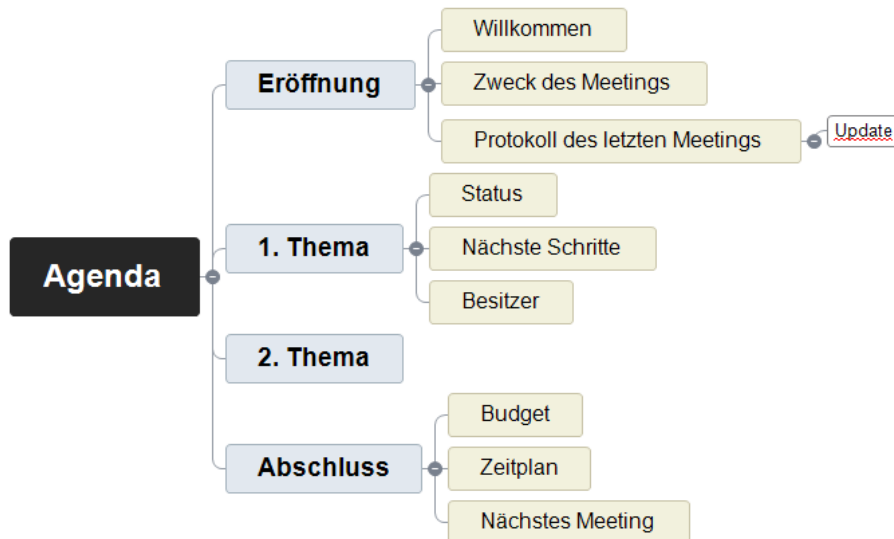 Agenda
Eröffnung
Willkommen
Zweck des Meetings
Protokoll des letzten Meetings
Update
1. Thema
Status
Nächste Schritte
Besitzer
2. Thema
Abschluss
Budget
Zeitplan
Nächstes Meeting